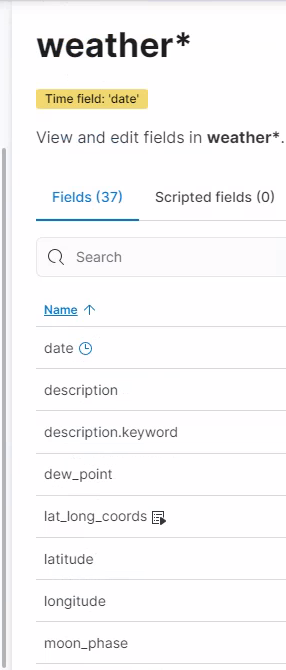 weather*
Time field: 'date'
View and edit fields in weather*.
Fields (37) Scripted fields (0)
Search
Name
date
description
description.keyword
dew_point
lat_long_coords
latitude
longitude
moon_phase